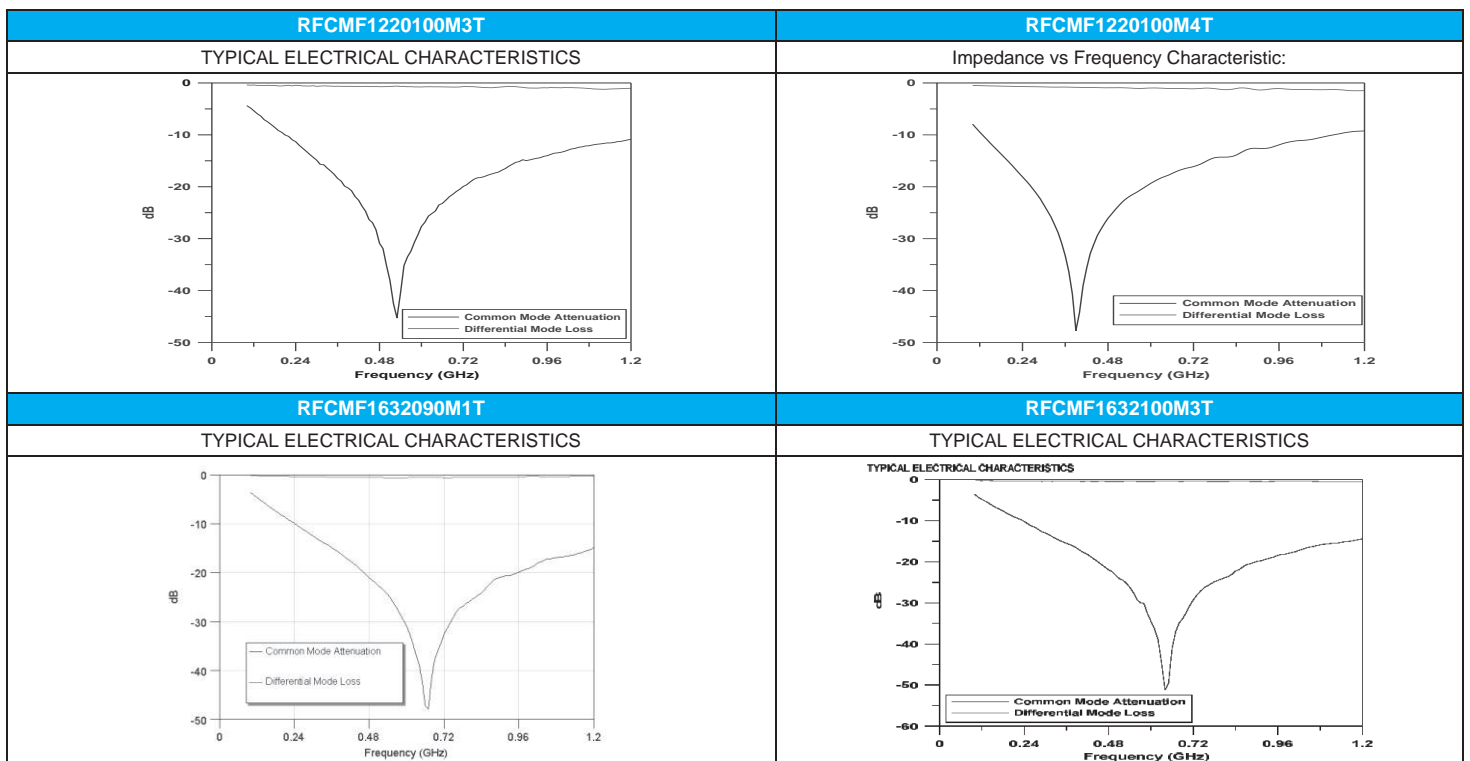 RFCMF1220100M3T
TYPICAL ELECTRICAL CHARACTERISTICS
0
-10
-20
-30
-40
-50
dB
Common Mode Attenuation
Differential Mode Loss
0
0.24
0.48
0.72
0.96
1.2
Frequency (GHz)
RFCMF1220100M4T
Impedance vs Frequency Characteristic:
0
-10
-20
-30
-40
-50
dB
Common Mode Attenuation
Differential Mode Loss
0
0.24
0.48
0.72
0.96
1.2
Frequency (GHz)
RFCMF1632090M1T
TYPICAL ELECTRICAL CHARACTERISTICS
0
-10
-20
-30
-40
-50
dB
Common Mode Attenuation
Differential Mode Loss
0
0.24
0.48
0.72
0.96
1.2
Frequency (GHz)
RFCMF1632100M3T
TYPICAL ELECTRICAL CHARACTERISTICS
TYPICAL ELECTRICAL CHARACTERISTICS
0
-10
-20
-30
-40
-50
-60
dB
Common Mode Attenuation
Differential Mode Loss
0
0.24
0.48
0.72
0.96
1.2
Frequency (GHz)